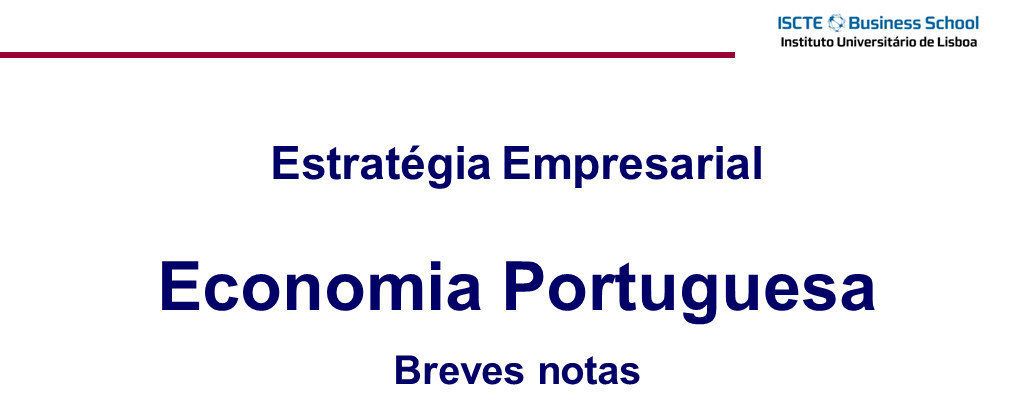 ISCTE Business School
Instituto Universitário de Lisboa
Estratégia Empresarial
Economia Portuguesa
Breves notas